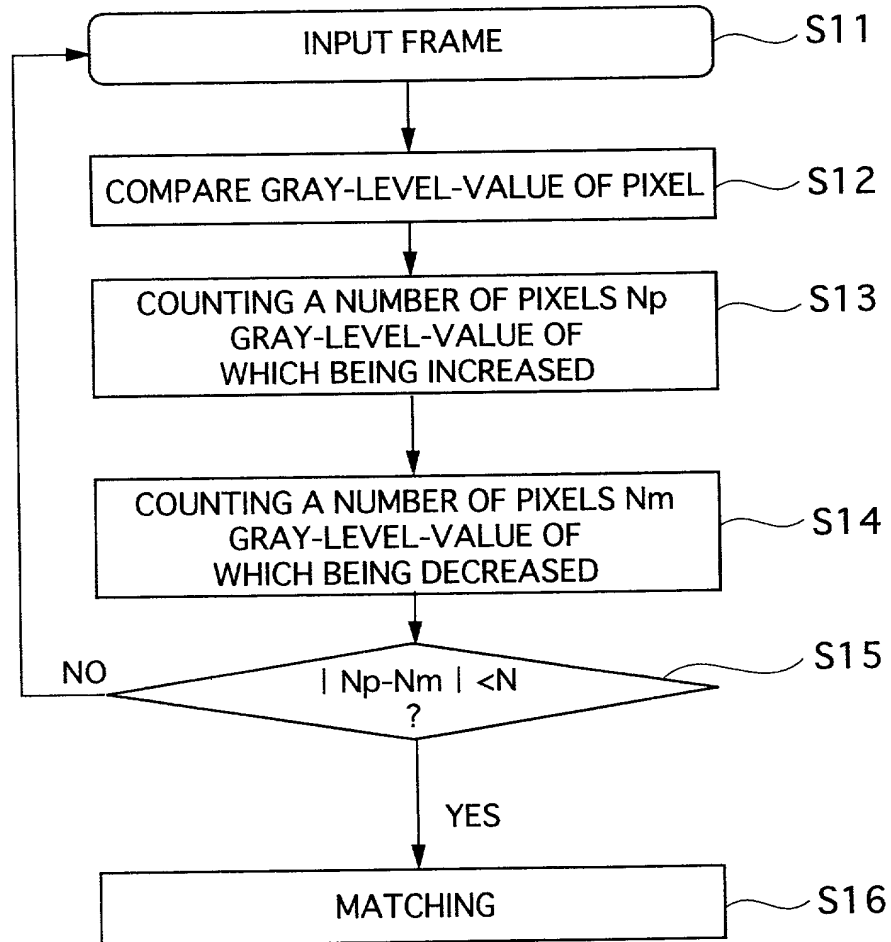 INPUT FRAME
S11
COMPARE GRAY-LEVEL-VALUE OF PIXEL
S12
COUNTING A NUMBER OF PIXELS Np
GRAY-LEVEL-VALUE OF
WHICH BEING INCREASED
S13
COUNTING A NUMBER OF PIXELS Nm
GRAY-LEVEL-VALUE OF
WHICH BEING DECREASED
S14
NO
| Np-Nm | <N
?
S15
YES
MATCHING
S16